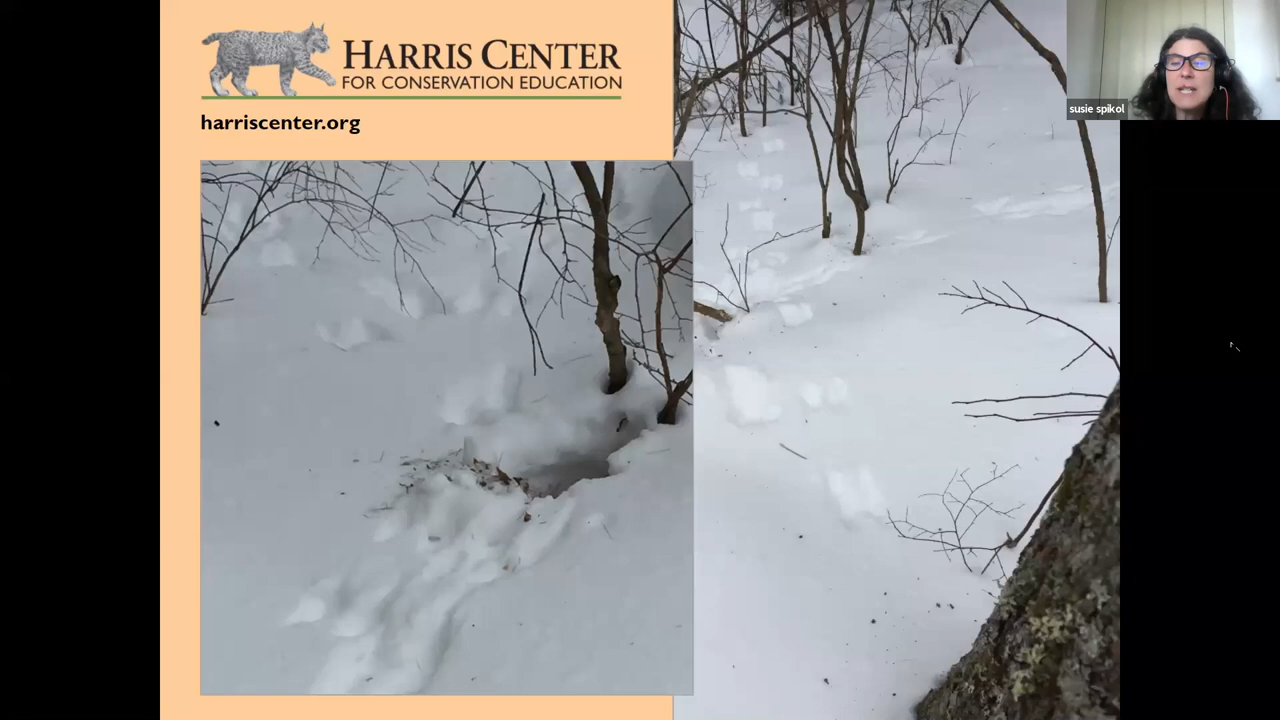 HARRIS CENTER
FOR CONSERVATION EDUCATION
harriscenter.org
susie spikol